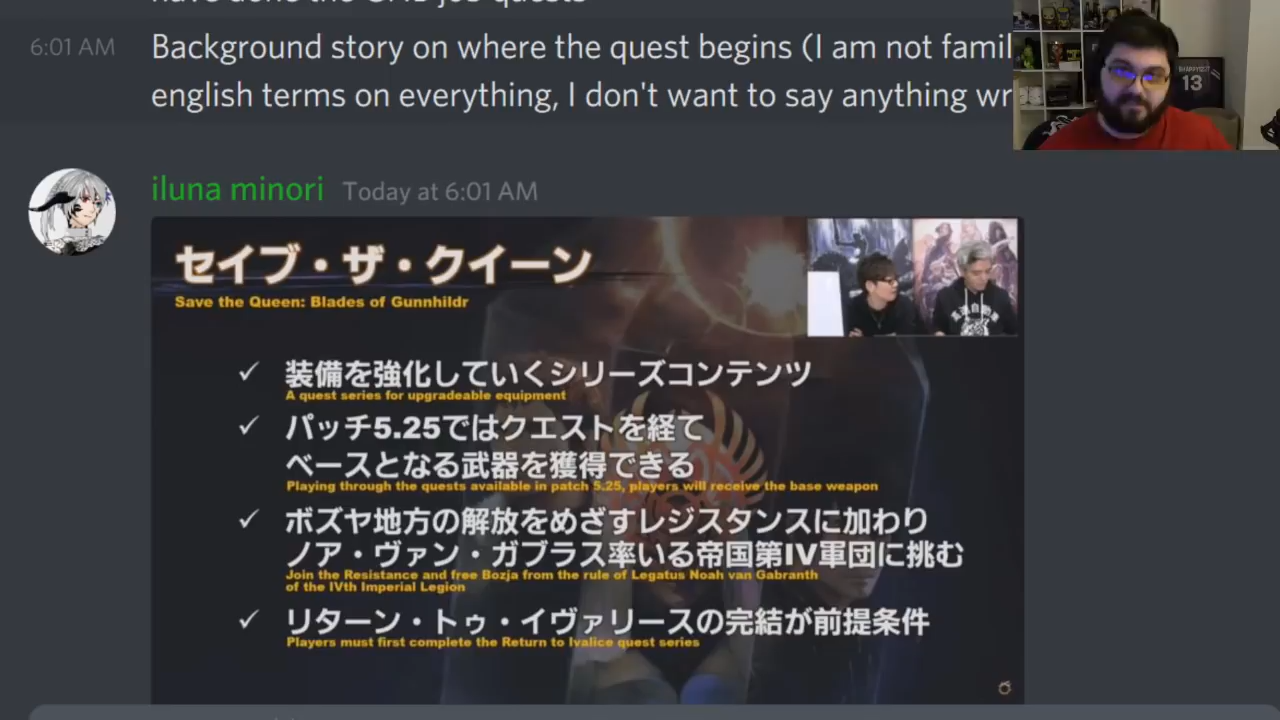 6:01 AM
Background story on where the quest begins (I am not famil
english terms on everything, I don't want to say anything wr
13
iluna minori Today at 6:01 AM
セイブ・ザ・クイーン
Save the Queen: Blades of Gunnhildr
✓ 装備を強化していくシリーズコンテンツ
A quest series for upgradeable equipment
✓ パッチ5.25ではクエストを経て
ベースとなる武器を獲得できる
Playing through the quests available in patch 5.25, players will receive the base weapon
✓ ボズヤ地方の解放をめざすレジスタンスに加わり
ノア・ヴァン・ガブラス率いる帝国第IV軍団に挑む
Join the Resistance and free Bozja from the rule of Legatus Noah van Gabranth
of the IVth Imperial Legion
✓ リターン・トゥ・イヴァリースの完結が前提条件
Players must first complete the Return to Ivalice quest series